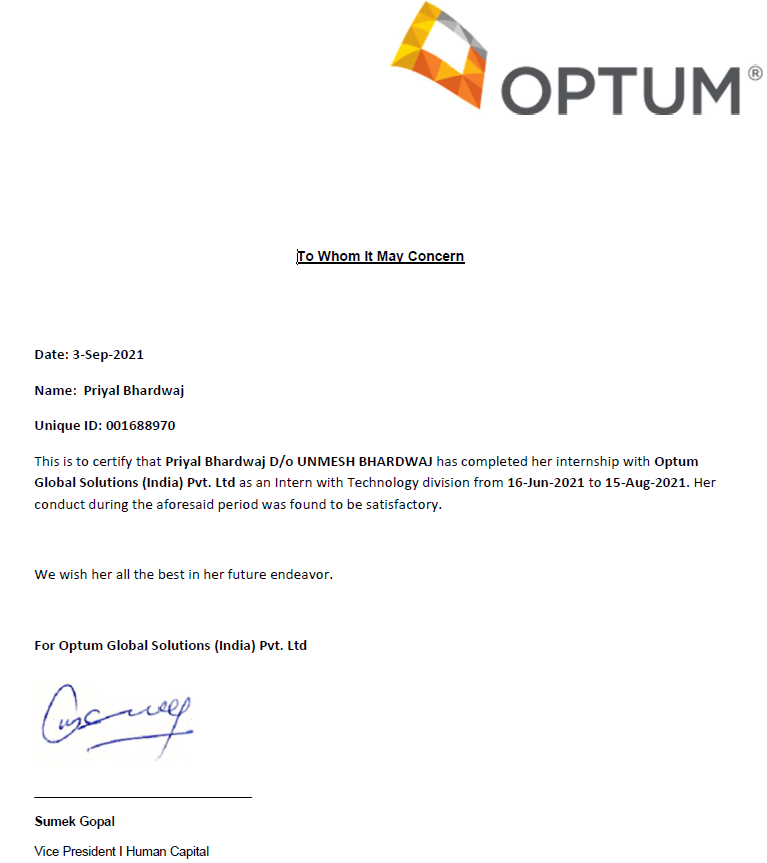 OPTUM®
To Whom It May Concern
Date: 3-Sep-2021
Name: Priyal Bhardwaj
Unique ID: 001688970
This is to certify that Priyal Bhardwaj D/o UNMESH BHARDWAJ has completed her internship with Optum
Global Solutions (India) Pvt. Ltd as an Intern with Technology division from 16-Jun-2021 to 15-Aug-2021. Her
conduct during the aforesaid period was found to be satisfactory.
We wish her all the best in her future endeavor.
For Optum Global Solutions (India) Pvt. Ltd
Sumek Gopal
Vice President I Human Capital